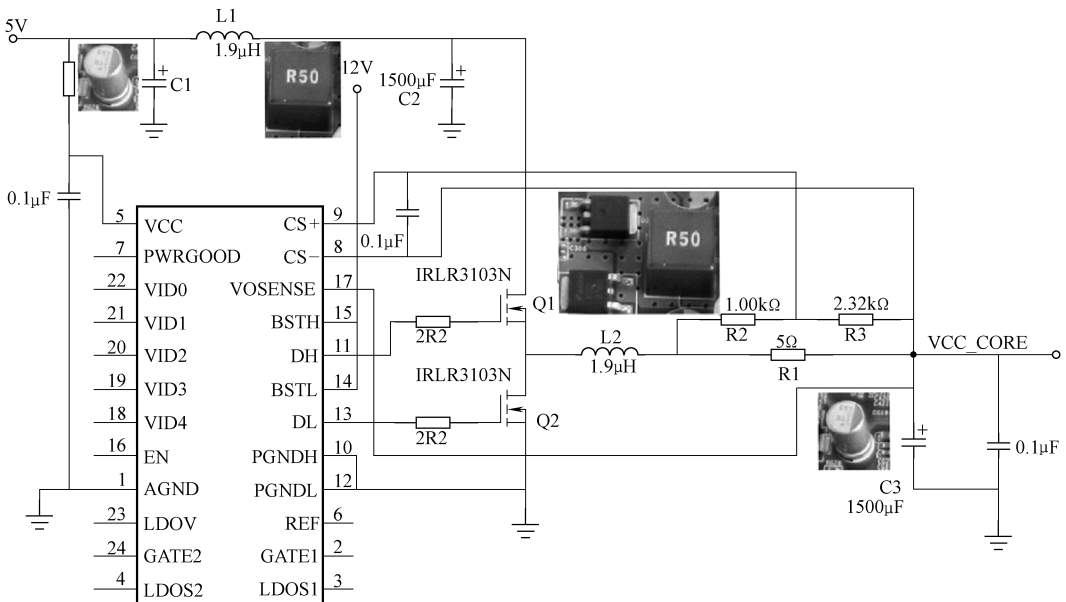 5V
L1
1.9μH
R50
12V
C1
1500μF
C2
0.1μF
0.1μF
5 VCC CS+ 9
7 PWRGOOD CS− 8
22 VID0 VOSENSE 17
21 VID1 BSTH 15
20 VID2 DH 11
19 VID3 BSTL 14
18 VID4 DL 13
16 EN PGNDH 10
1 AGND PGNDL 12
23 LDOV REF 6
24 GATE2 GATE1 2
4 LDOS2 LDOS1 3
IRLR3103N
Q1
2R2
IRLR3103N
Q2
2R2
R50
L2
1.9μH
1.00kΩ
R2
2.32kΩ
R3
5Ω
R1
VCC_CORE
C3
1500μF
0.1μF